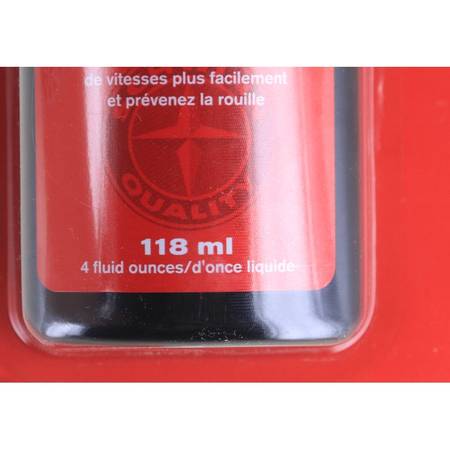 de vitesses plus facilement
et prévenez la rouille
QUALITY
118 ml
4 fluid ounces/d'once liquide